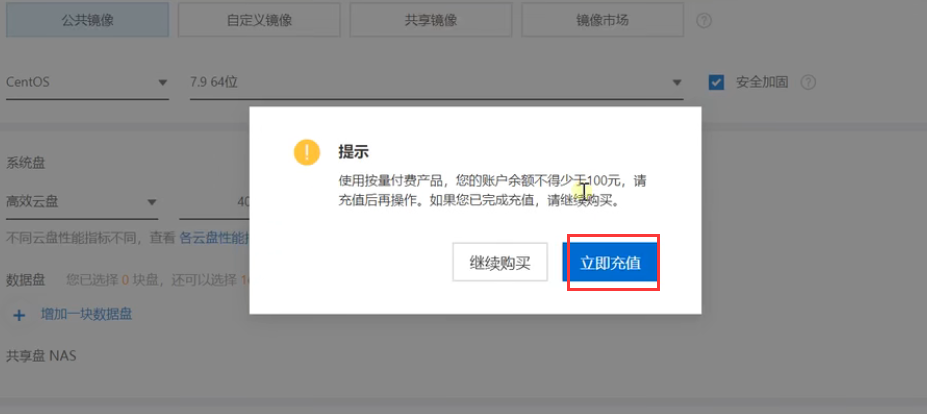 公共镜像
自定义镜像
共享镜像
镜像市场
?
CentOS
7.9 64位
安全加固
?
提示
使用按量付费产品，您的账户余额不得少于100元，请
充值后再操作。如果您已完成充值，请继续购买。
继续购买
立即充值
系统盘
高效云盘
40
不同云盘性能指标不同，查看 各云盘性能
数据盘 您已选择 0 块盘，还可以选择 1
+ 增加一块数据盘
共享盘 NAS